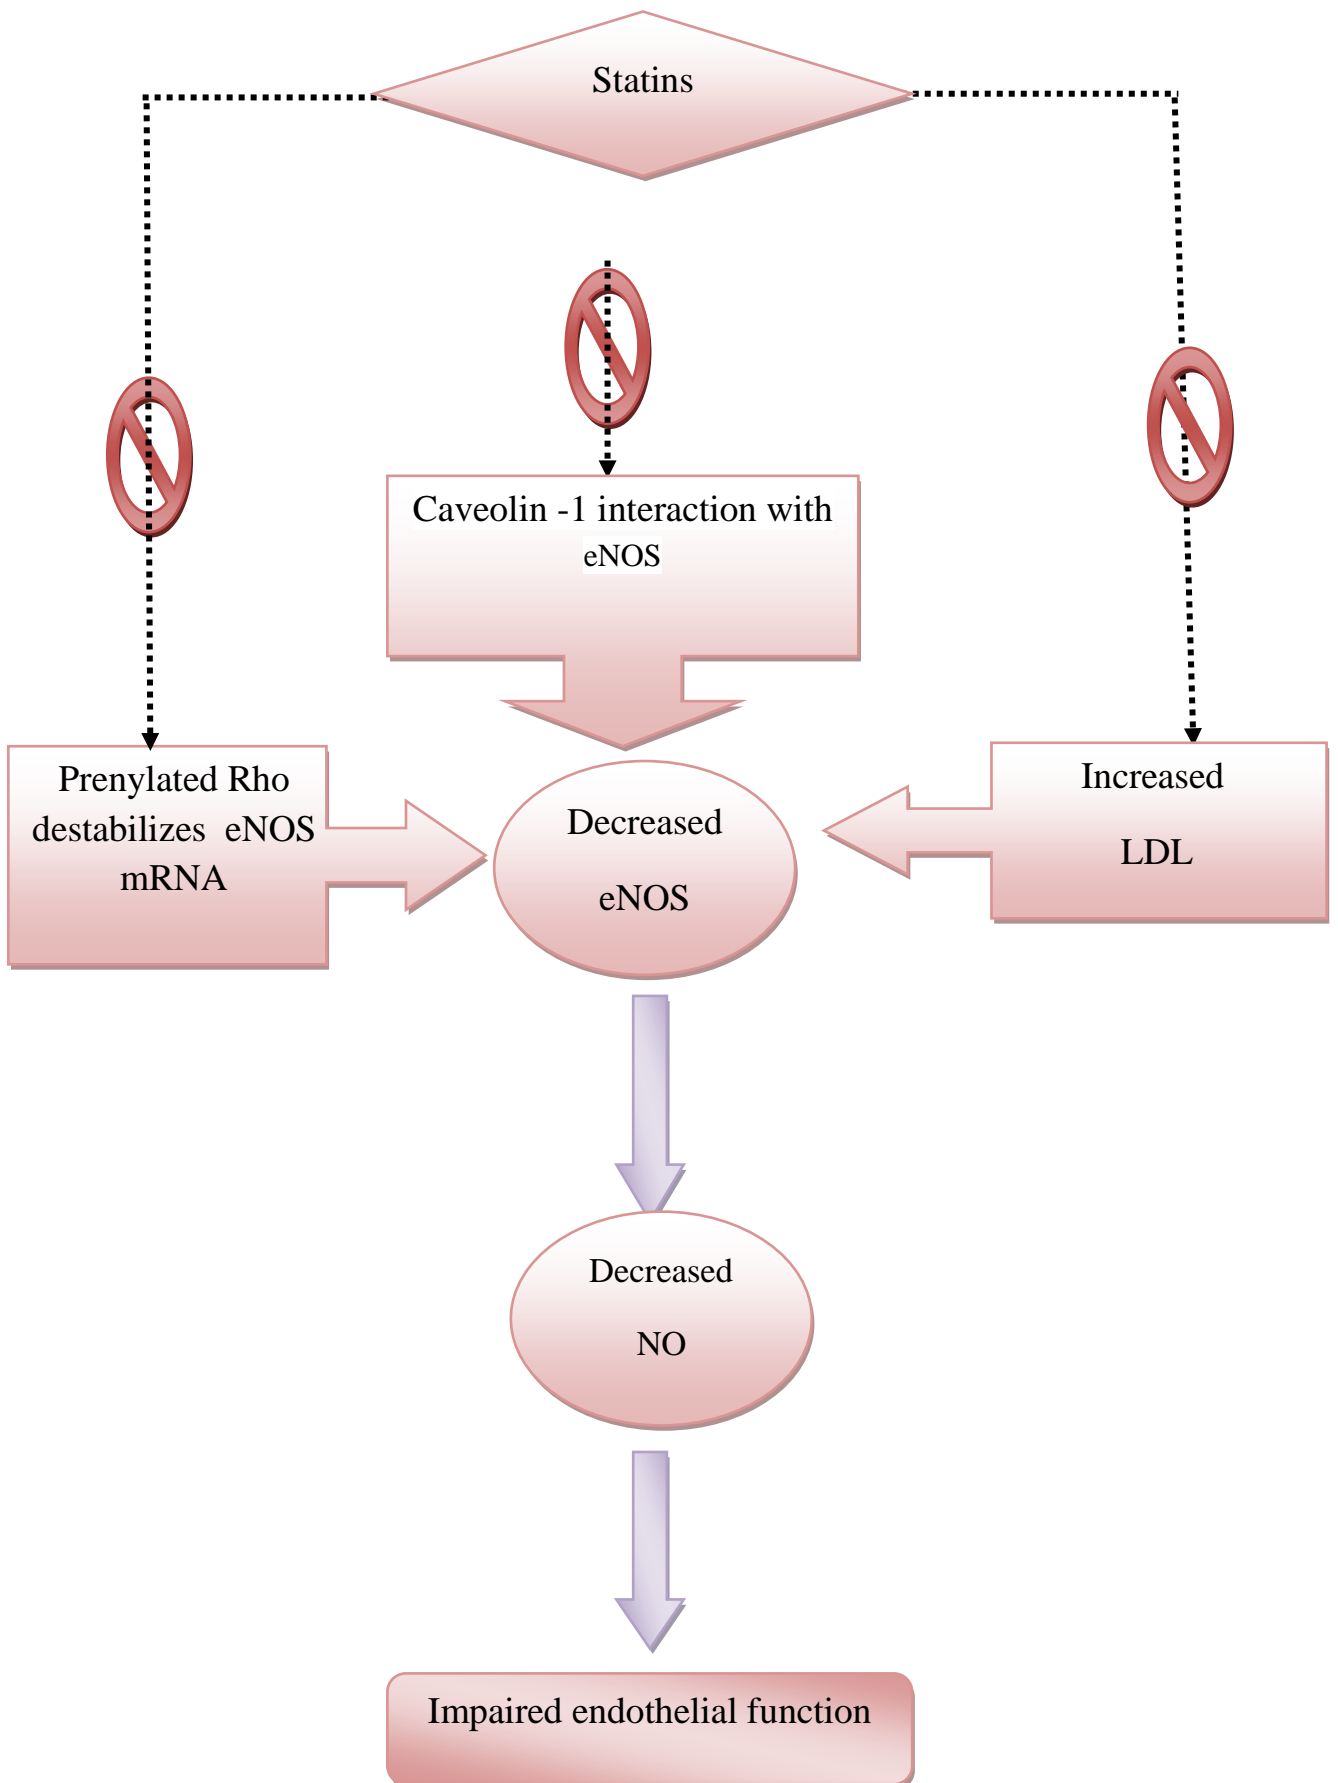 Statins
Caveolin -1 interaction with
eNOS
Prenylated Rho
destabilizes  eNOS
mRNA
Decreased
eNOS
Increased
LDL
Decreased
NO
Impaired endothelial function